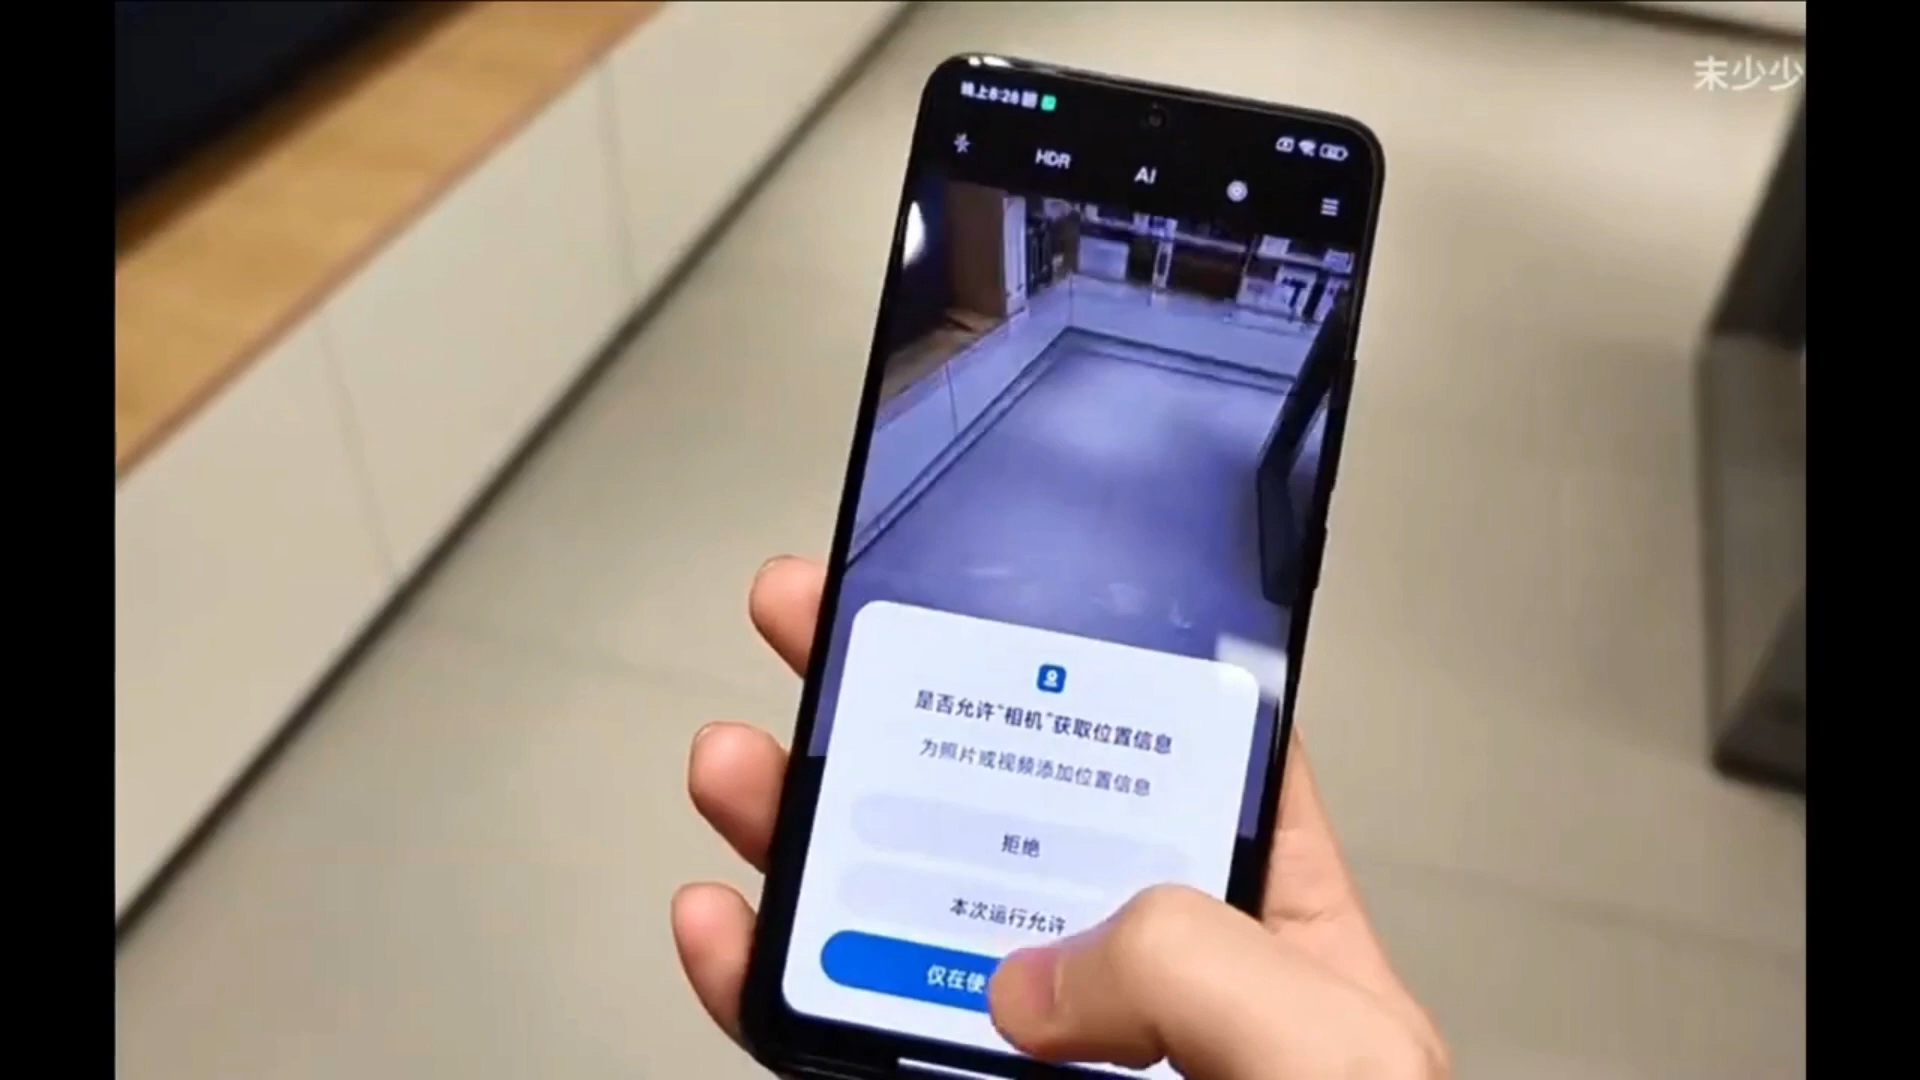 末少少
晚上8:28
HDR
AI
是否允许“相机”获取位置信息
为照片或视频添加位置信息
拒绝
本次运行允许
仅在使